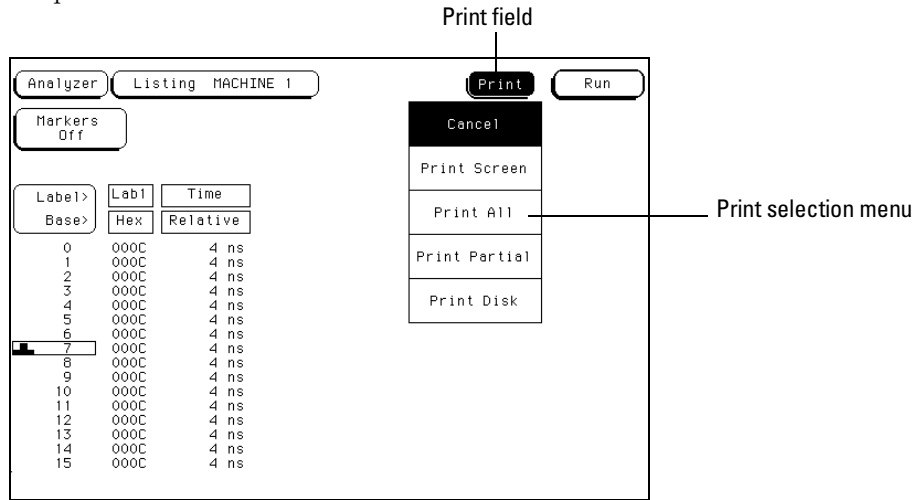 Print field
Analyzer Listing MACHINE 1 Print Run
Markers
Off
Cancel
Print Screen
Print All
Print Partial
Print Disk
Print selection menu
Label> Lab1 Time
Base> Hex Relative
0 000C 4 ns
1 000C 4 ns
2 000C 4 ns
3 000C 4 ns
4 000C 4 ns
5 000C 4 ns
6 000C 4 ns
7 000C 4 ns
8 000C 4 ns
9 000C 4 ns
10 000C 4 ns
11 000C 4 ns
12 000C 4 ns
13 000C 4 ns
14 000C 4 ns
15 000C 4 ns